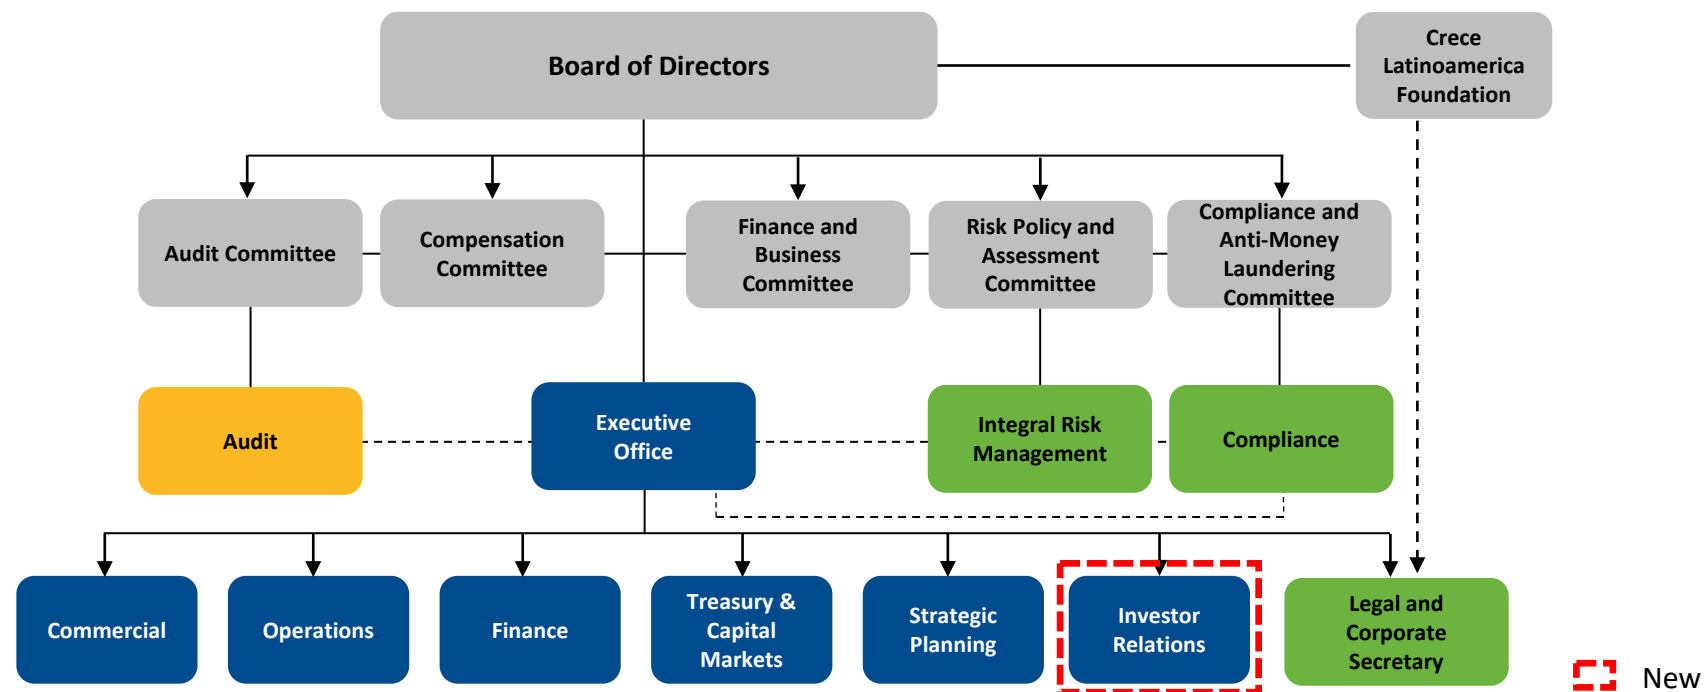 Board of Directors
Crece
Latinoamerica
Foundation
Audit Committee
Compensation
Committee
Finance and
Business
Committee
Risk Policy and
Assessment
Committee
Compliance and
Anti-Money
Laundering
Committee
Audit
Executive
Office
Integral Risk
Management
Compliance
Commercial
Operations
Finance
Treasury &
Capital
Markets
Strategic
Planning
Investor
Relations
Legal and
Corporate
Secretary
New